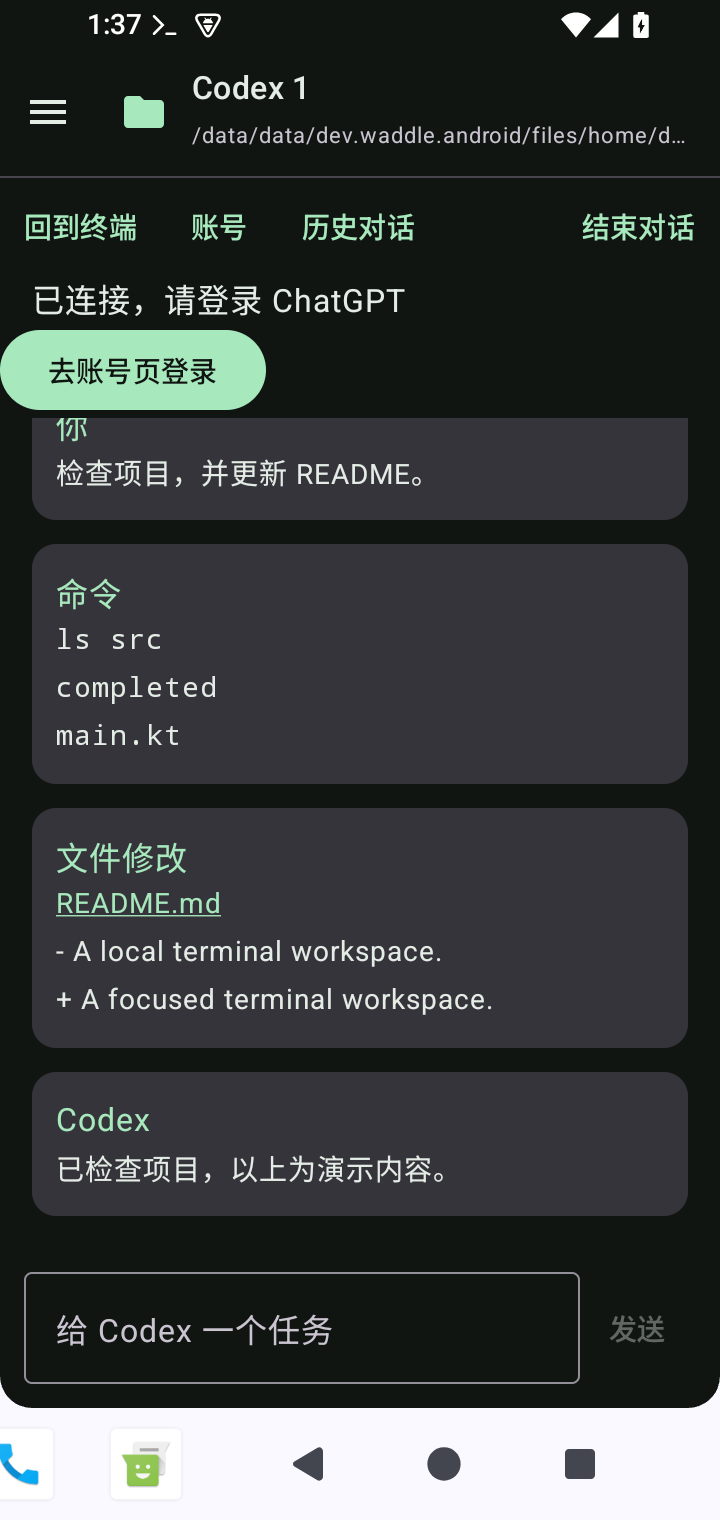 1:37
Codex 1
/data/data/dev.waddle.android/files/home/d…
回到终端 账号 历史对话 结束对话
已连接，请登录 ChatGPT
去账号页登录
你
检查项目，并更新 README。
命令
ls src
completed
main.kt
文件修改
README.md
- A local terminal workspace.
+ A focused terminal workspace.
Codex
已检查项目，以上为演示内容。
给 Codex 一个任务 发送